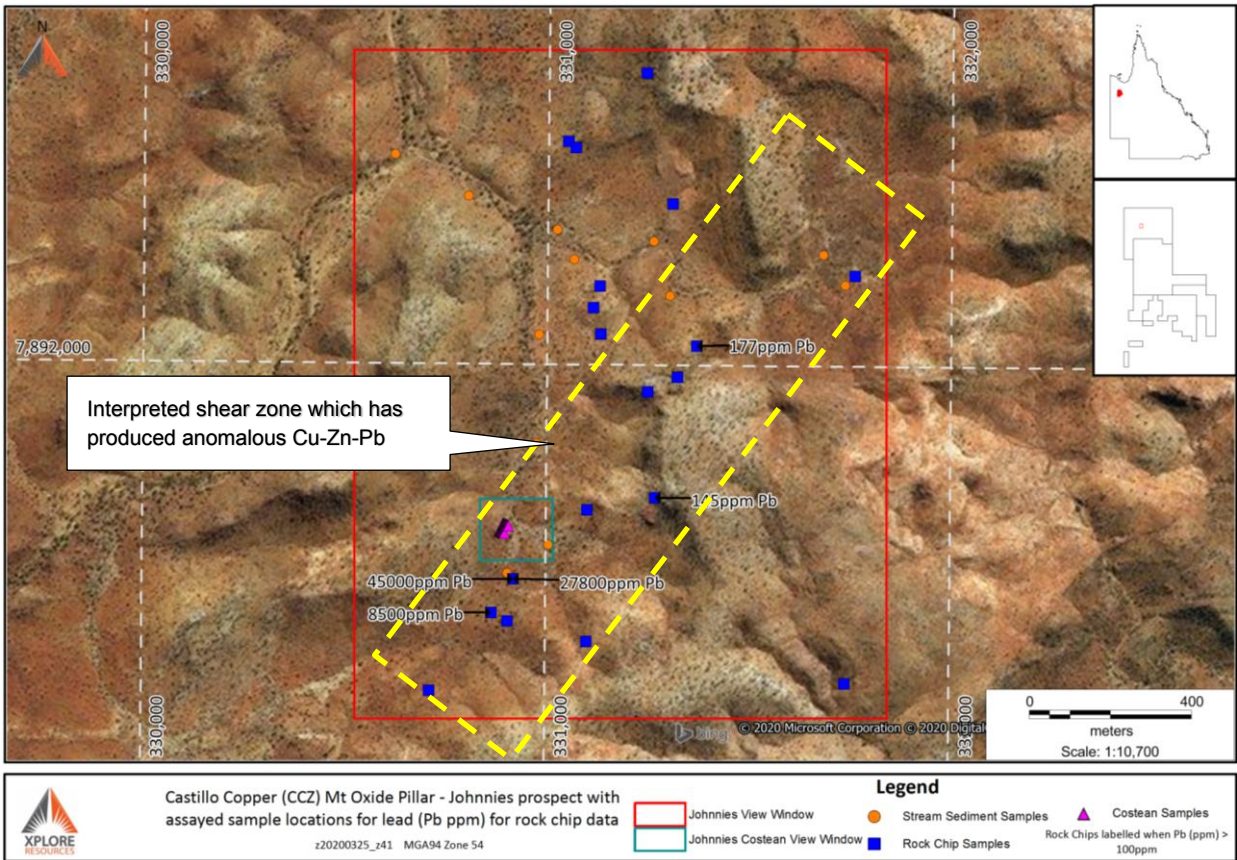 N
330,000
331,000
332,000
7,892,000
177ppm Pb
Interpreted shear zone which has
produced anomalous Cu-Zn-Pb
145ppm Pb
45000ppm Pb
27800ppm Pb
8500ppm Pb
330,000
331,000
bing
© 2020 Microsoft Corporation © 2020 Digital
0
400
meters
Scale: 1:10,700
XPLORE
RESOURCES
Castillo Copper (CCZ) Mt Oxide Pillar - Johnnies prospect with
assayed sample locations for lead (Pb ppm) for rock chip data
z20200325_z41 MGA94 Zone 54
Legend
Johnnies View Window
Johnnies Costean View Window
Stream Sediment Samples
Rock Chip Samples
Costean Samples
Rock Chips labelled when Pb (ppm) >
100ppm